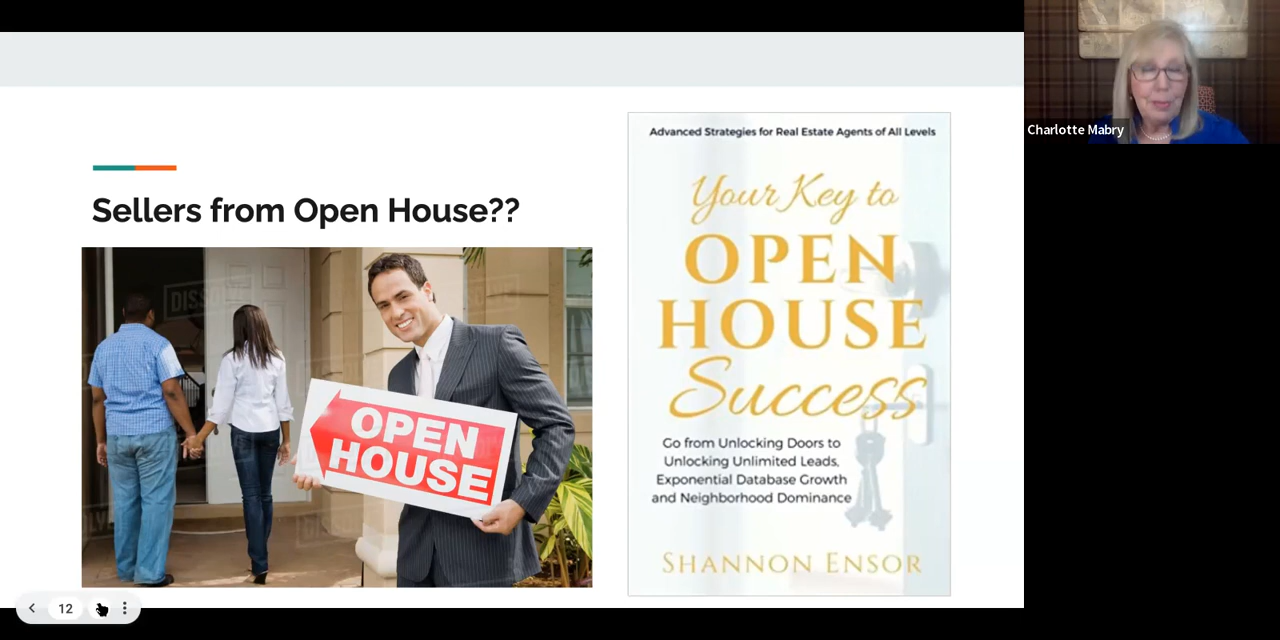 Charlotte Mabry
Sellers from Open House??
DISSOLVE
OPEN
HOUSE
Advanced Strategies for Real Estate Agents of All Levels
Your Key to
OPEN
HOUSE
Success
Go from Unlocking Doors to
Unlocking Unlimited Leads,
Exponential Database Growth
and Neighborhood Dominance
SHANNON ENSOR
12